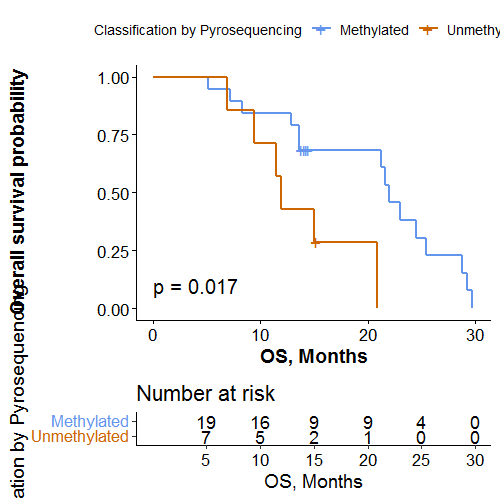 Classification by Pyrosequencing Methylated Unmethy
Overall survival probability
1.00
0.75
0.50
0.25
0.00
p = 0.017
0 10 20 30
OS, Months
Number at risk
ation by Pyrosequencing
Methylated 19 16 9 9 4 0
Unmethylated 7 5 2 1 0 0
5 10 15 20 25 30
OS, Months